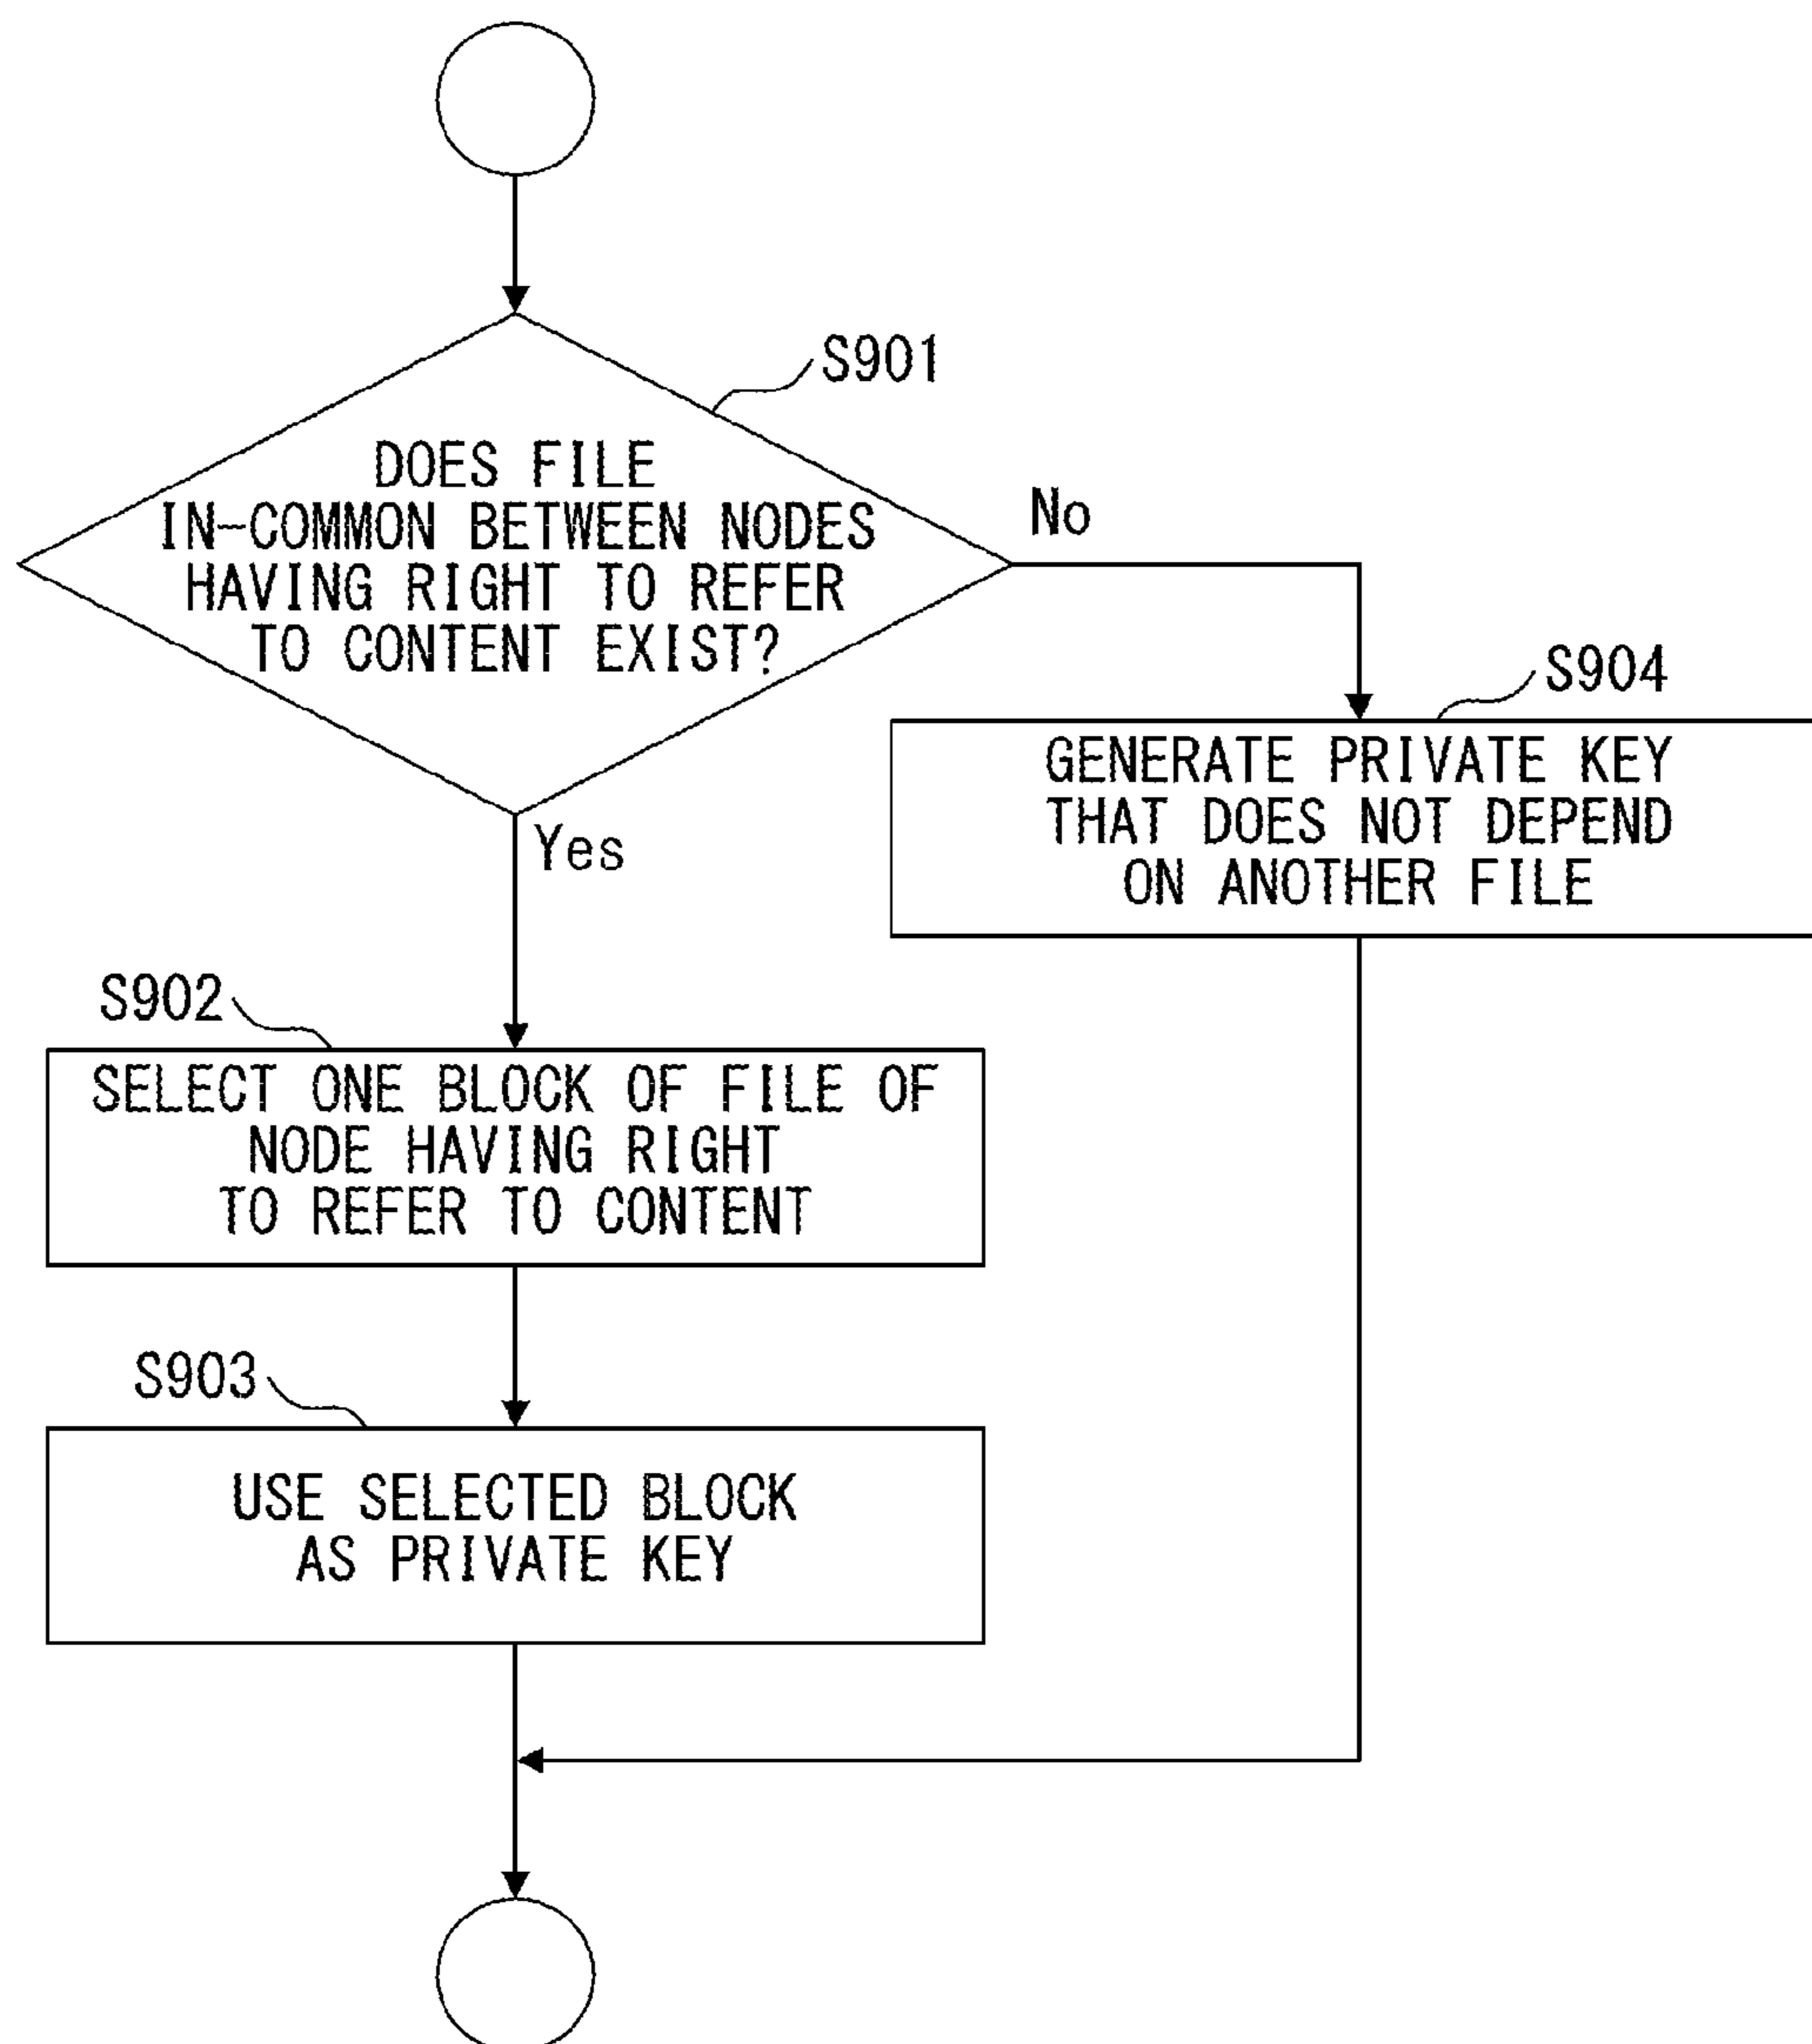 S901
DOES FILE
IN-COMMON BETWEEN NODES
HAVING RIGHT TO REFER
TO CONTENT EXIST?
No
Yes
S904
GENERATE PRIVATE KEY
THAT DOES NOT DEPEND
ON ANOTHER FILE
S902
SELECT ONE BLOCK OF FILE OF
NODE HAVING RIGHT
TO REFER TO CONTENT
S903
USE SELECTED BLOCK
AS PRIVATE KEY